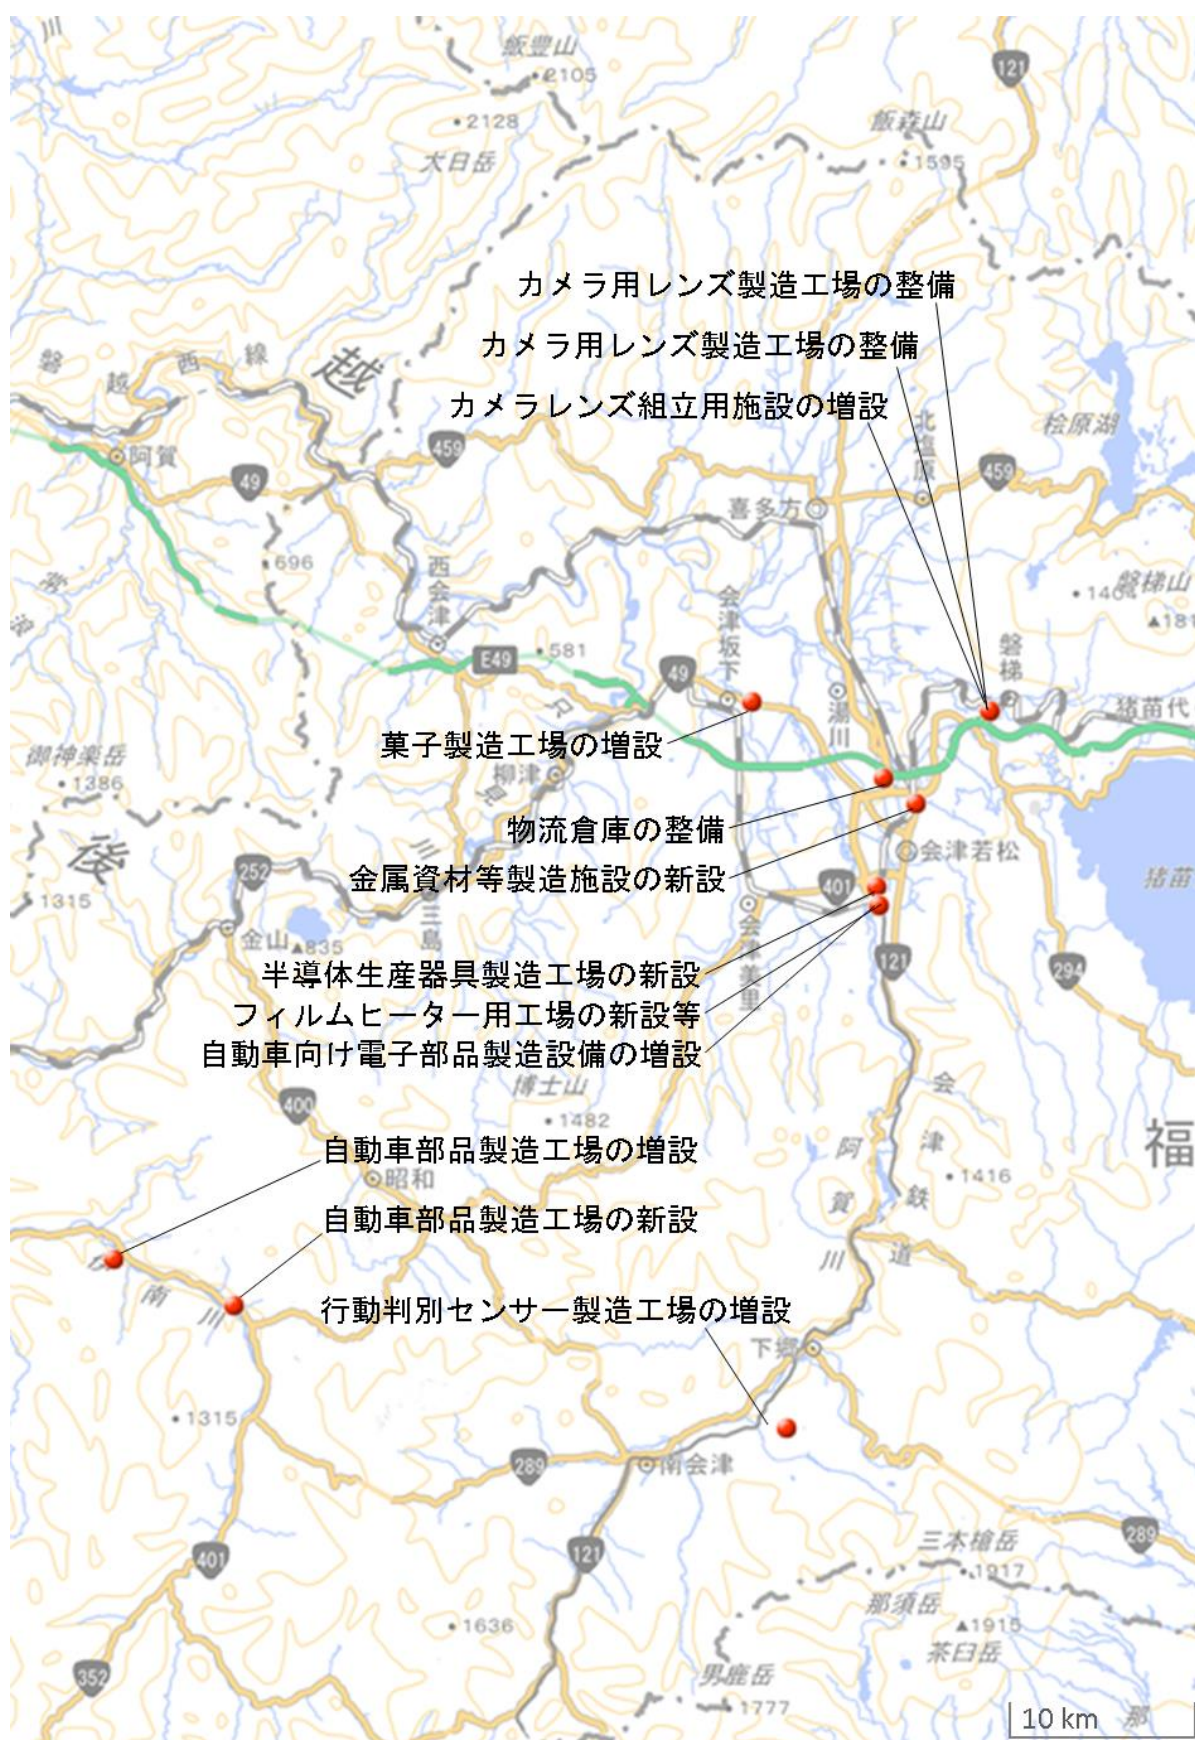 川
飯豊山
2105
121
2128
飯森山
大日岳
1595
カメラ用レンズ製造工場の整備
カメラ用レンズ製造工場の整備
磐越西線
越
カメラレンズ組立用施設の増設
北塩原
桧原湖
459
阿賀
49
459
喜多方
696
西会津
会津坂下
磐梯山
581
磐梯
E49
49
湯川
猪苗代
只見
菓子製造工場の増設
御神楽岳
1386
柳津
物流倉庫の整備
後
三島
会津若松
252
金属資材等製造施設の新設
401
猪苗
1315
会津美里
金山
835
121
294
半導体生産器具製造工場の新設
フィルムヒーター用工場の新設等
自動車向け電子部品製造設備の増設
博士山
会津鉄道
400
1482
阿賀川
福
自動車部品製造工場の増設
昭和
1416
自動車部品製造工場の新設
南川
行動判別センサー製造工場の増設
下郷
1315
289
南会津
401
121
三本槍岳
289
1917
那須岳
1636
1915
茶臼岳
352
男鹿岳
1777
10 km
那